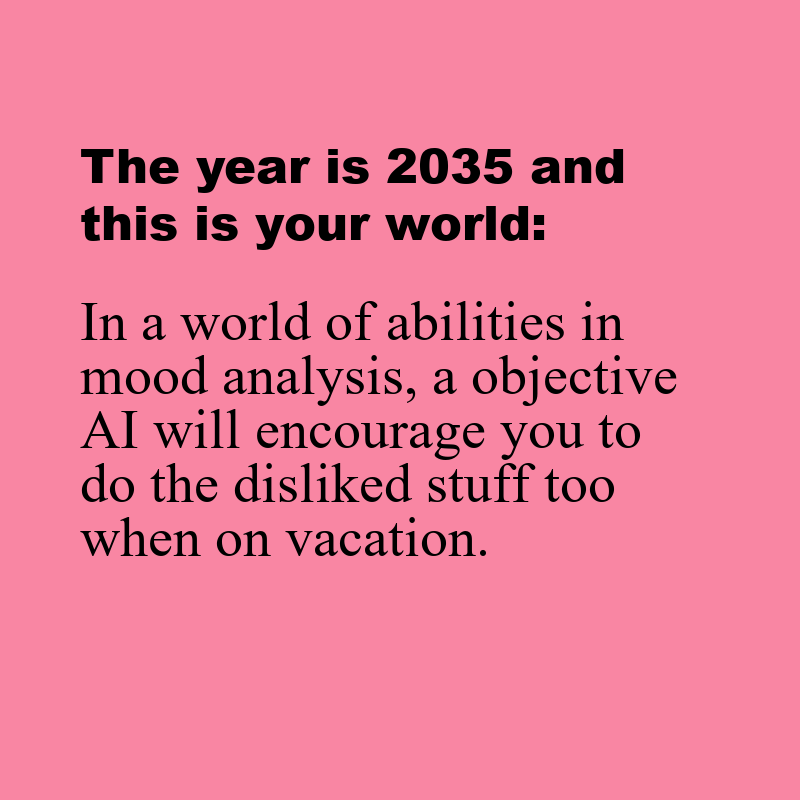 The year is 2035 and
this is your world:
In a world of abilities in
mood analysis, a objective
AI will encourage you to
do the disliked stuff too
when on vacation.